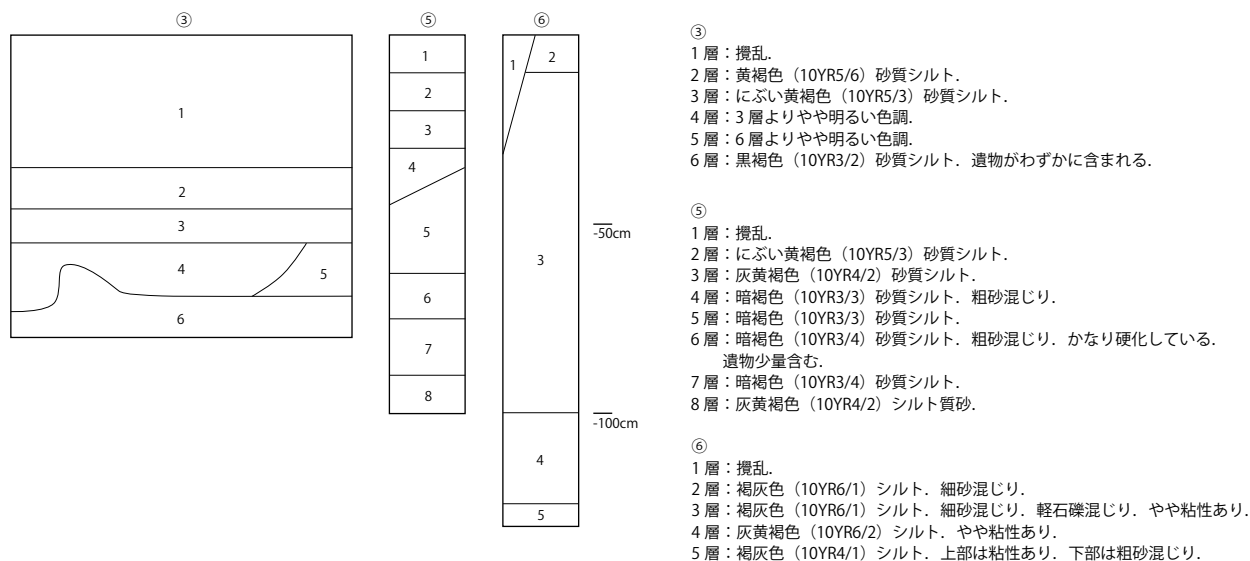 ③
1
2
3
4
5
6
⑤
1
2
3
4
5
6
7
8
⑥
1
2
3
4
5
-50cm
-100cm
③
1層：攪乱．
2層：黄褐色（10YR5/6）砂質シルト．
3層：にぶい黄褐色（10YR5/3）砂質シルト．
4層：3層よりやや明るい色調．
5層：6層よりやや明るい色調．
6層：黒褐色（10YR3/2）砂質シルト．遺物がわずかに含まれる．
⑤
1層：攪乱．
2層：にぶい黄褐色（10YR5/3）砂質シルト．
3層：灰黄褐色（10YR4/2）砂質シルト．
4層：暗褐色（10YR3/3）砂質シルト．粗砂混じり．
5層：暗褐色（10YR3/3）砂質シルト．
6層：暗褐色（10YR3/4）砂質シルト．粗砂混じり．かなり硬化している．
遺物少量含む．
7層：暗褐色（10YR3/4）砂質シルト．
8層：灰黄褐色（10YR4/2）シルト質砂．
⑥
1層：攪乱．
2層：褐灰色（10YR6/1）シルト．細砂混じり．
3層：褐灰色（10YR6/1）シルト．細砂混じり．軽石礫混じり．やや粘性あり．
4層：灰黄褐色（10YR6/2）シルト．やや粘性あり．
5層：褐灰色（10YR4/1）シルト．上部は粘性あり．下部は粗砂混じり．